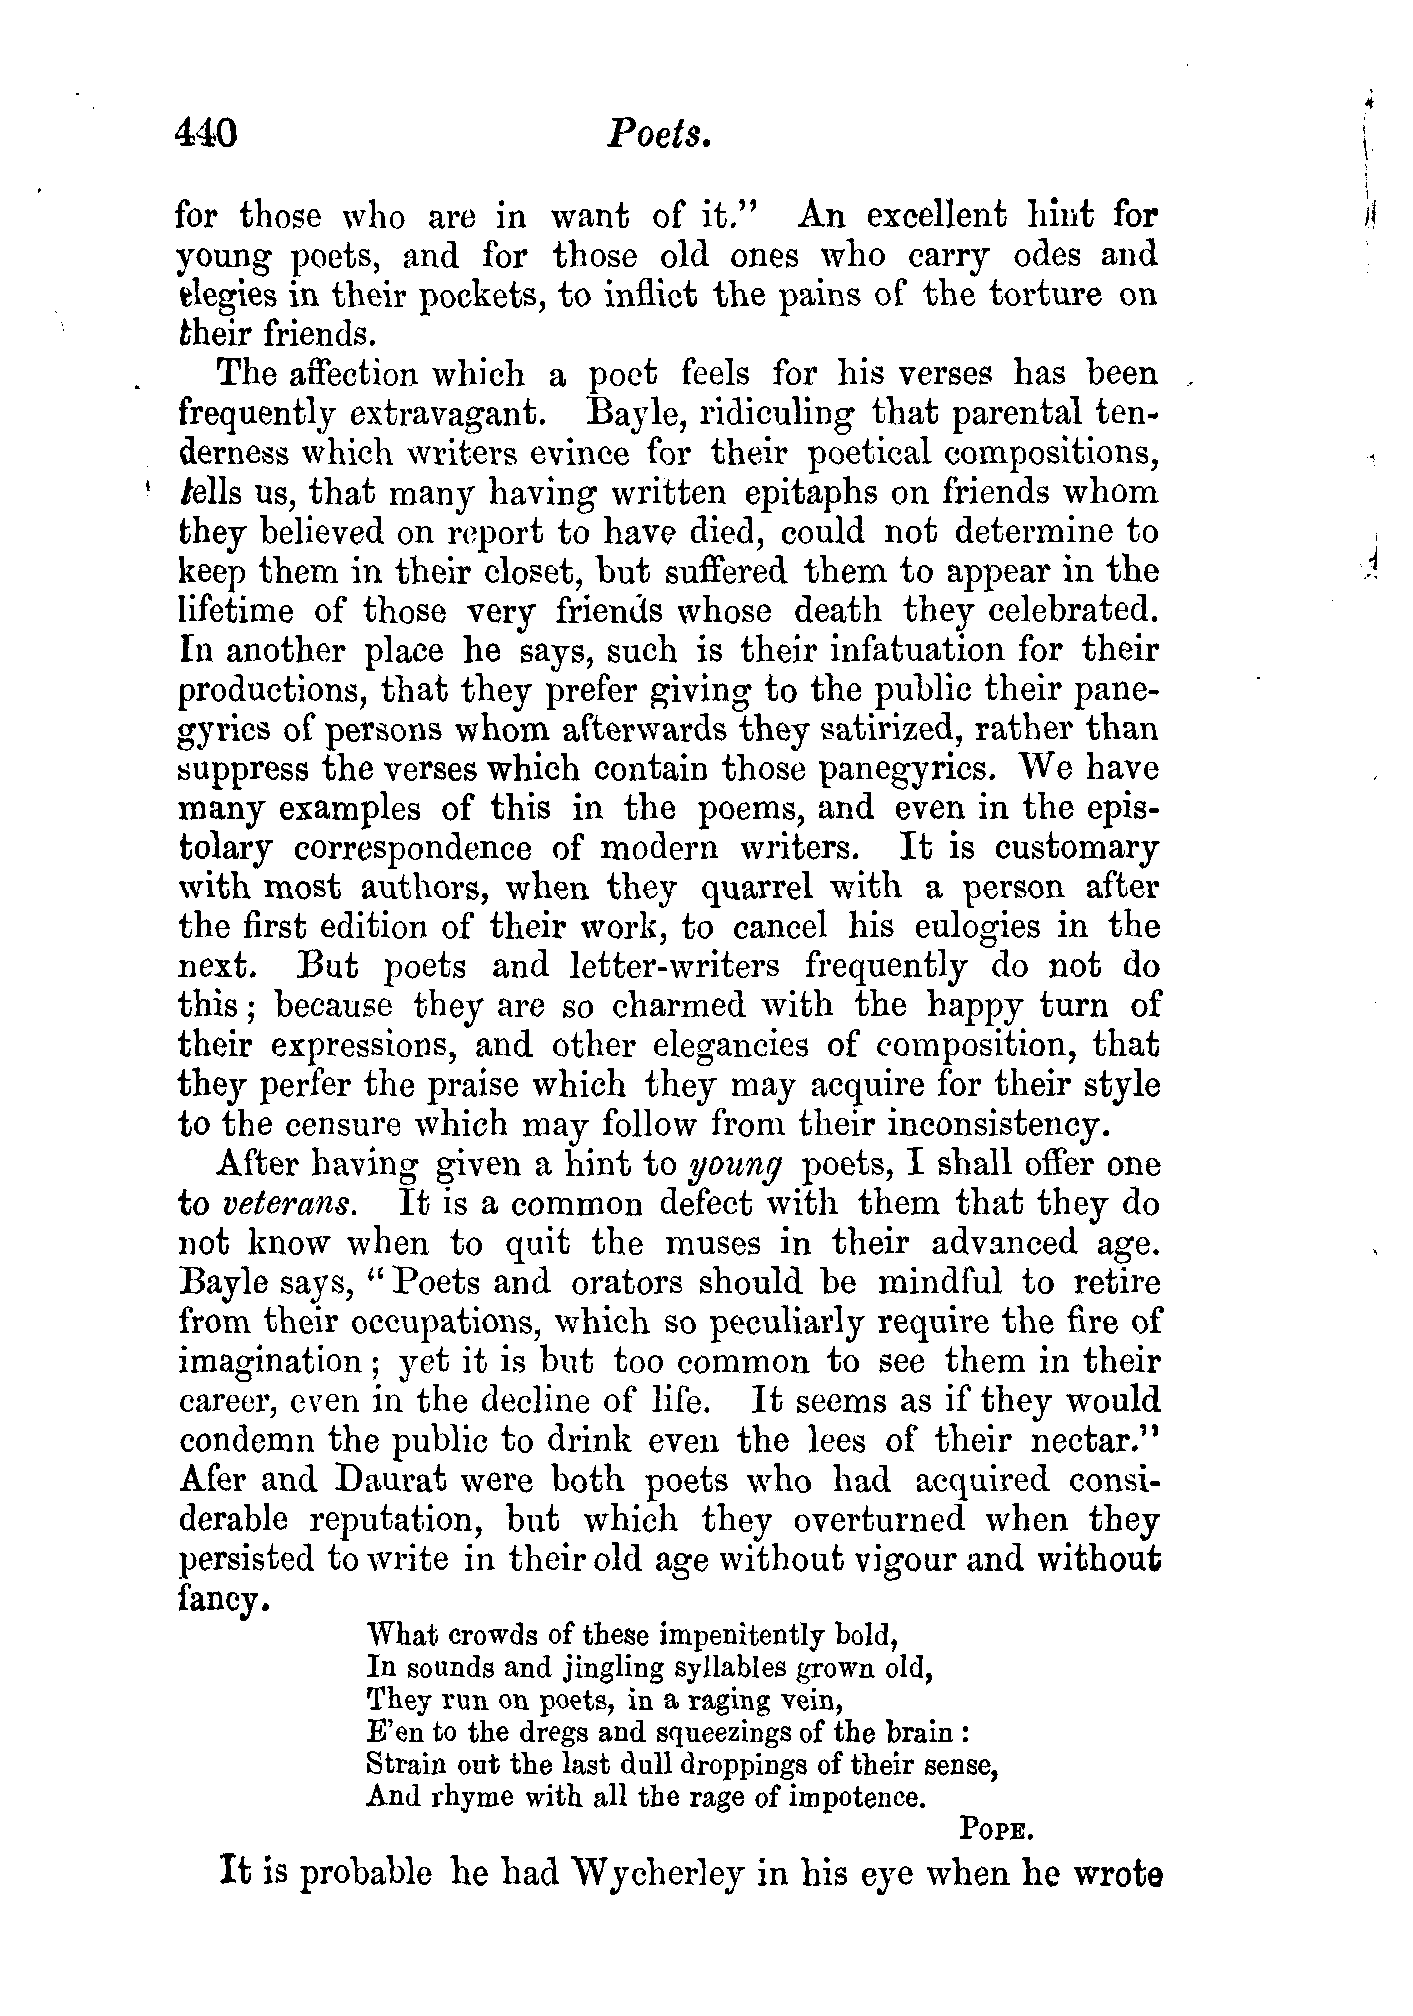 440 Poets.
for those who are in want of it." An excellent hint for
young poets, and for those old ones who carry odes and
elegies in their pockets, to inflict the pains of the torture on
their friends.
The affection which a poet feels for his verses has been
frequently extravagant. Bayle, ridiculing that parental ten-
derness which writers evince for their poetical compositions,
tells us, that many having written epitaphs on friends whom
they believed on report to have died, could not determine to
keep them in their closet, but suffered them to appear in the
lifetime of those very friends whose death they celebrated.
In another place he says, such is their infatuation for their
productions, that they prefer giving to the public their pane-
gyrics of persons whom afterwards they satirized, rather than
suppress the verses which contain those panegyrics. We have
many examples of this in the poems, and even in the epis-
tolary correspondence of modern writers. It is customary
with most authors, when they quarrel with a person after
the first edition of their work, to cancel his eulogies in the
next. But poets and letter-writers frequently do not do
this; because they are so charmed with the happy turn of
their expressions, and other elegancies of composition, that
they perfer the praise which they may acquire for their style
to the censure which may follow from their inconsistency.
After having given a hint to young poets, I shall offer one
to veterans. It is a common defect with them that they do
not know when to quit the muses in their advanced age.
Bayle says, "Poets and orators should be mindful to retire
from their occupations, which so peculiarly require the fire of
imagination; yet it is but too common to see them in their
career, even in the decline of life. It seems as if they would
condemn the public to drink even the lees of their nectar."
Afer and Daurat were both poets who had acquired consi-
derable reputation, but which they overturned when they
persisted to write in their old age without vigour and without
fancy.
What crowds of these impenitently bold,
In sounds and jingling syllables grown old,
They run on poets, in a raging vein,
E'en to the dregs and squeezings of the brain:
Strain out the last dull droppings of their sense,
And rhyme with all the rage of impotence.
POPE.
It is probable he had Wycherley in his eye when he wrote